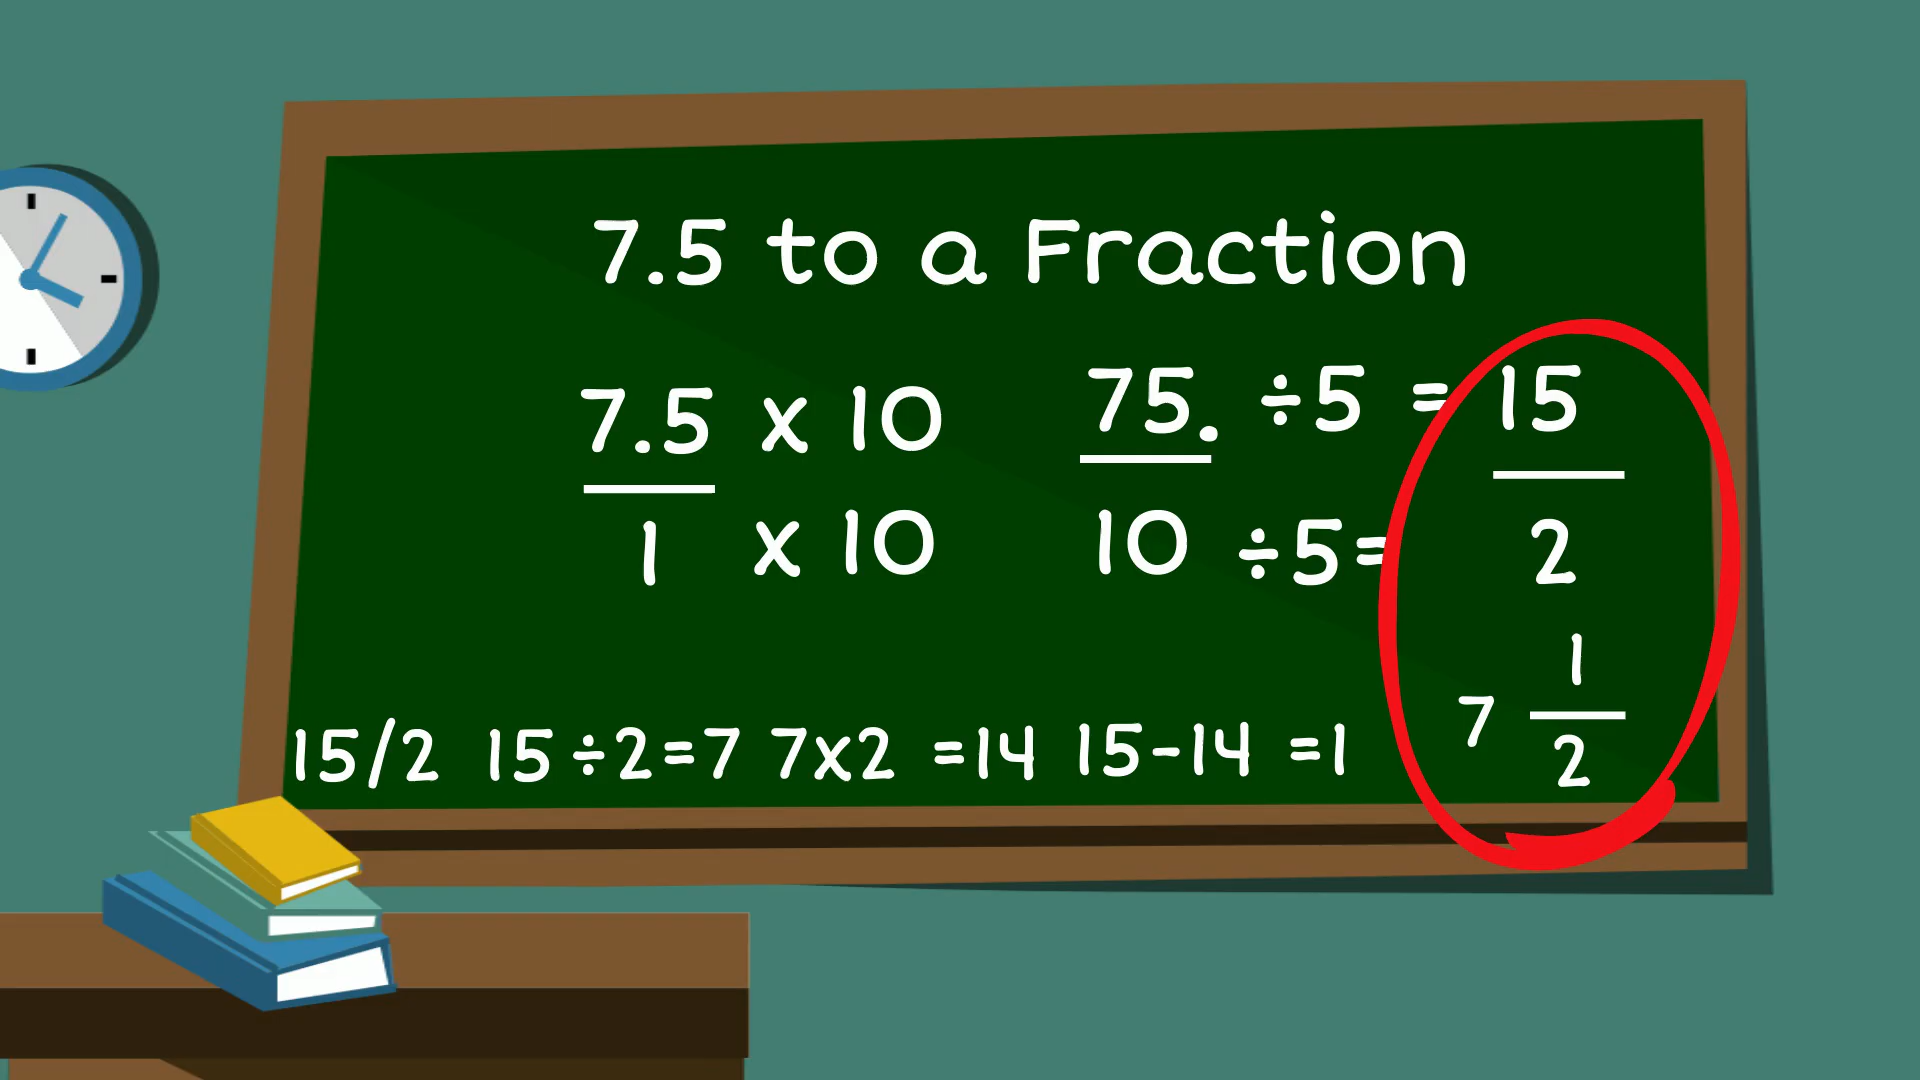 7.5 to a Fraction
7.5 x 10 75. ÷5 = 15
1 x 10 10 ÷5= 2
1
7
2
15/2 15÷2=7 7x2 =14 15-14 =1